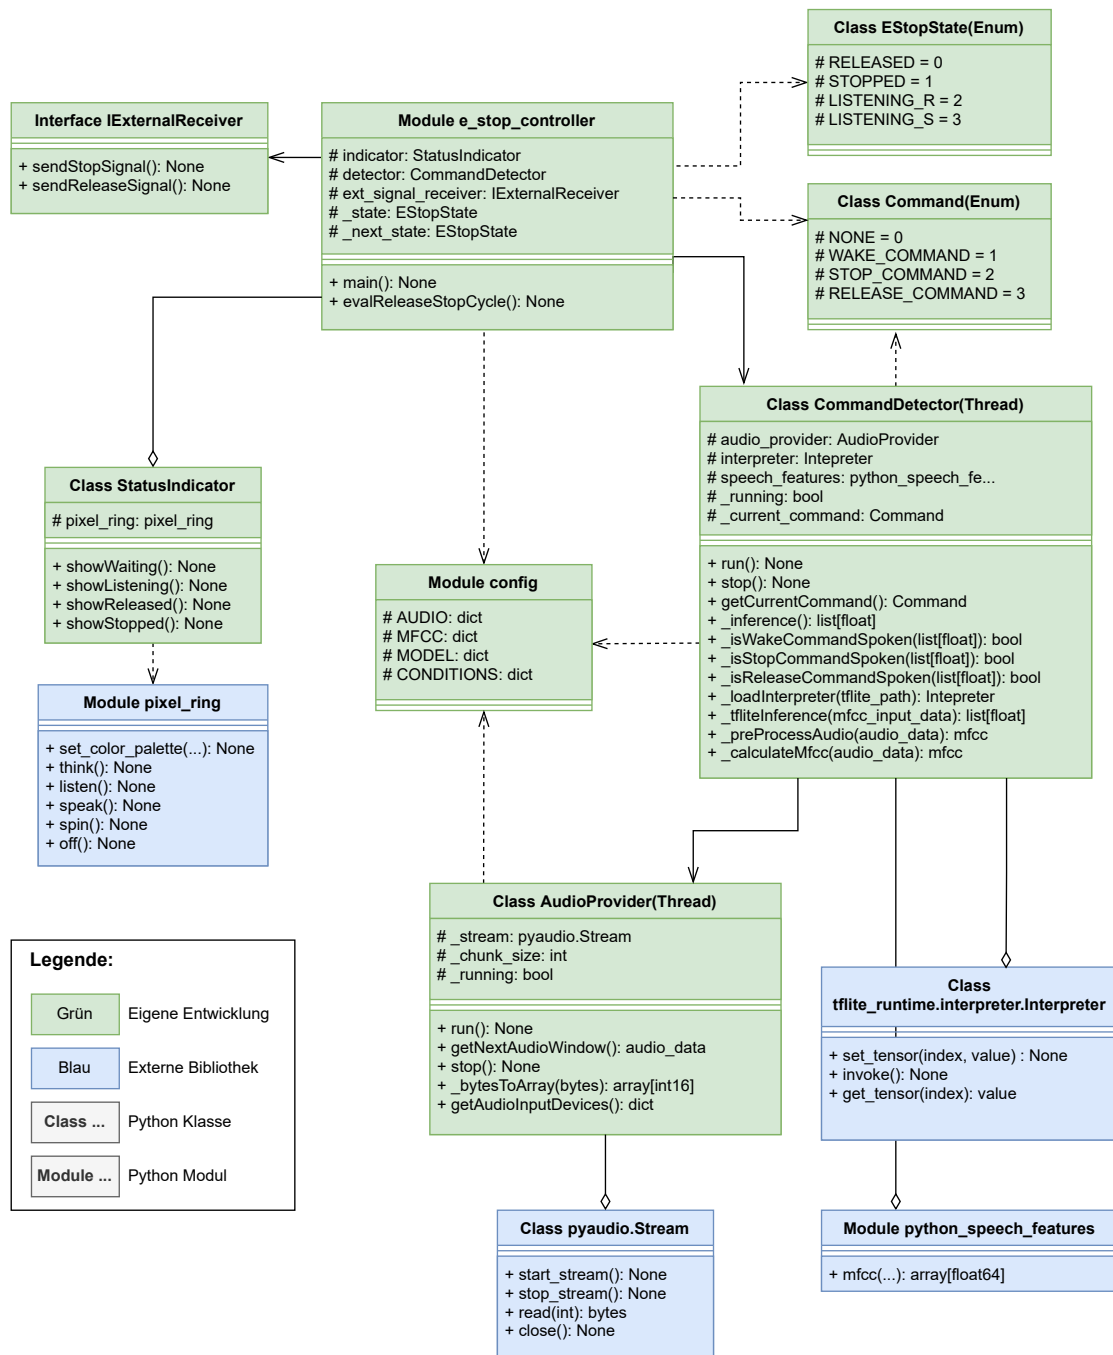 Class EStopState(Enum)
# RELEASED = 0
# STOPPED = 1
# LISTENING_R = 2
# LISTENING_S = 3
Interface IExternalReceiver
+ sendStopSignal(): None
+ sendReleaseSignal(): None
Module e_stop_controller
# indicator: StatusIndicator
# detector: CommandDetector
# ext_signal_receiver: IExternalReceiver
# _state: EStopState
# _next_state: EStopState
+ main(): None
+ evalReleaseStopCycle(): None
Class Command(Enum)
# NONE = 0
# WAKE_COMMAND = 1
# STOP_COMMAND = 2
# RELEASE_COMMAND = 3
Class CommandDetector(Thread)
# audio_provider: AudioProvider
# interpreter: Intepreter
# speech_features: python_speech_fe...
# _running: bool
# _current_command: Command
+ run(): None
+ stop(): None
+ getCurrentCommand(): Command
+ _inference(): list[float]
+ _isWakeCommandSpoken(list[float]): bool
+ _isStopCommandSpoken(list[float]): bool
+ _isReleaseCommandSpoken(list[float]): bool
+ _loadInterpreter(tflite_path): Intepreter
+ _tfliteInference(mfcc_input_data): list[float]
+ _preProcessAudio(audio_data): mfcc
+ _calculateMfcc(audio_data): mfcc
Class StatusIndicator
# pixel_ring: pixel_ring
+ showWaiting(): None
+ showListening(): None
+ showReleased(): None
+ showStopped(): None
Module config
# AUDIO: dict
# MFCC: dict
# MODEL: dict
# CONDITIONS: dict
Module pixel_ring
+ set_color_palette(...): None
+ think(): None
+ listen(): None
+ speak(): None
+ spin(): None
+ off(): None
Class AudioProvider(Thread)
# _stream: pyaudio.Stream
# _chunk_size: int
# _running: bool
+ run(): None
+ getNextAudioWindow(): audio_data
+ stop(): None
+ _bytesToArray(bytes): array[int16]
+ getAudioInputDevices(): dict
Legende:
Grün Eigene Entwicklung
Blau Externe Bibliothek
Class ... Python Klasse
Module ... Python Modul
Class
tflite_runtime.interpreter.Interpreter
+ set_tensor(index, value) : None
+ invoke(): None
+ get_tensor(index): value
Class pyaudio.Stream
+ start_stream(): None
+ stop_stream(): None
+ read(int): bytes
+ close(): None
Module python_speech_features
+ mfcc(...): array[float64]